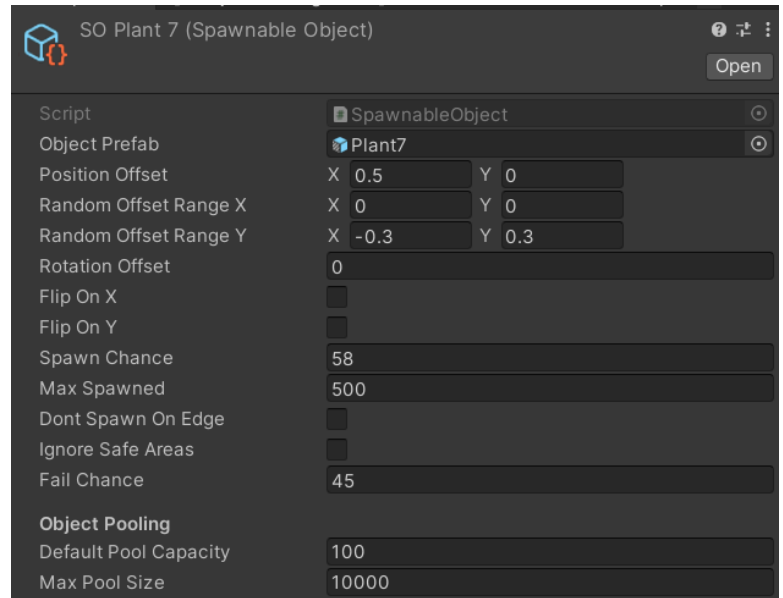 SO Plant 7 (Spawnable Object)
Open
Script SpawnableObject
Object Prefab Plant7
Position Offset X 0.5 Y 0
Random Offset Range X X 0 Y 0
Random Offset Range Y X -0.3 Y 0.3
Rotation Offset 0
Flip On X
Flip On Y
Spawn Chance 58
Max Spawned 500
Dont Spawn On Edge
Ignore Safe Areas
Fail Chance 45
Object Pooling
Default Pool Capacity 100
Max Pool Size 10000